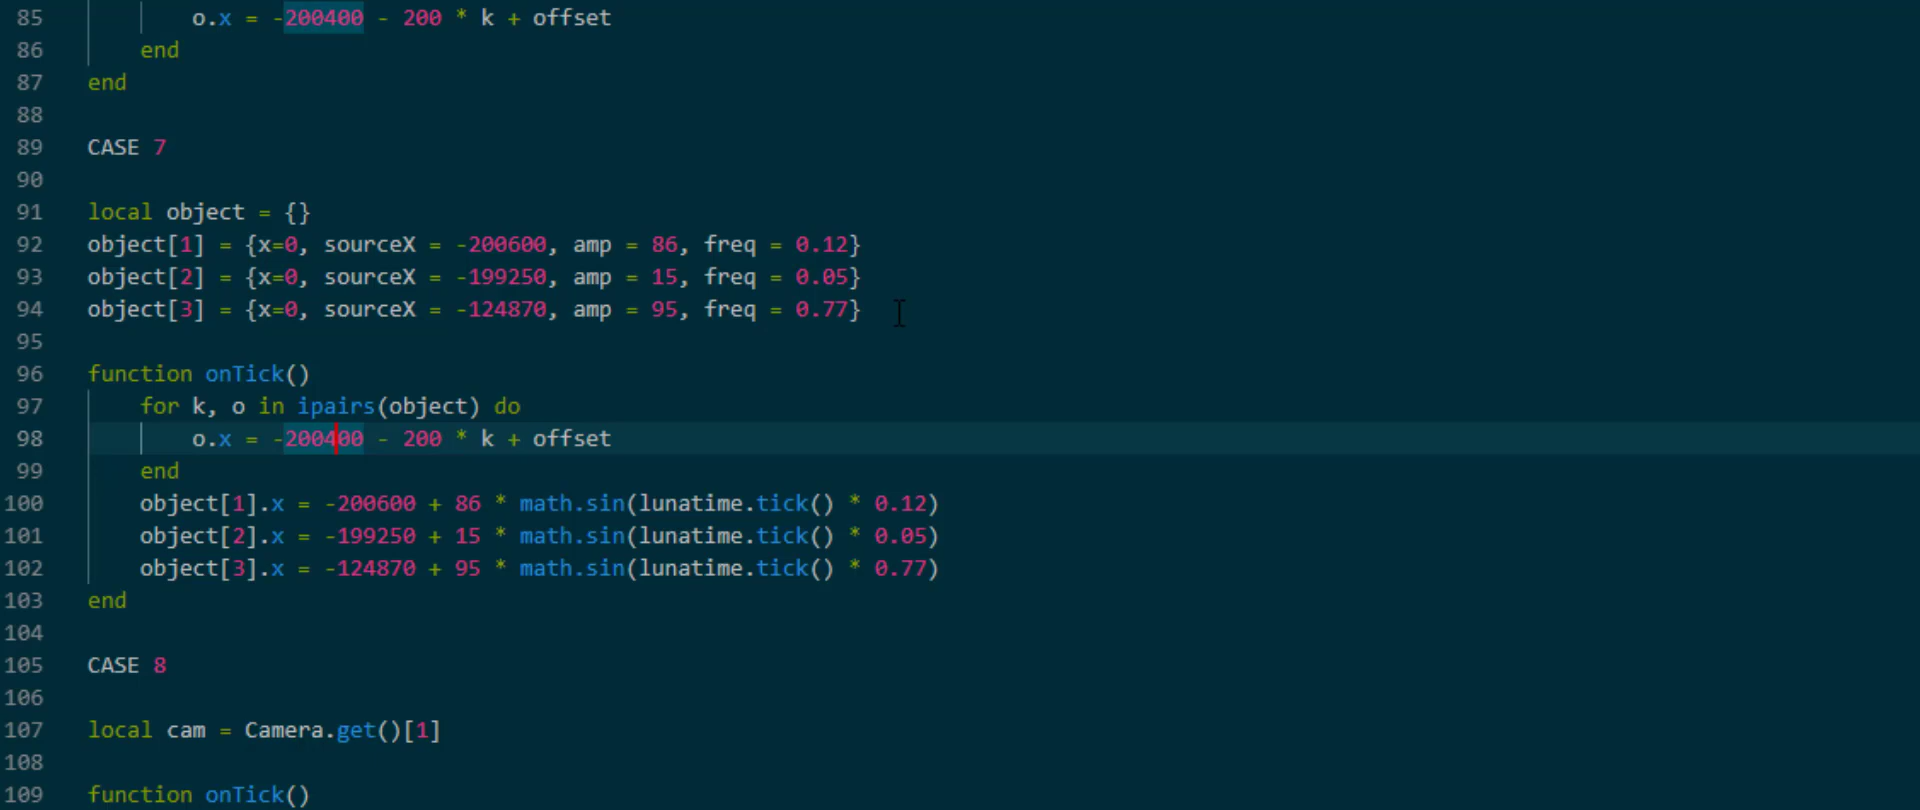 85 o.x = -200400 - 200 * k + offset
86 end
87 end
88
89 CASE 7
90
91 local object = {}
92 object[1] = {x=0, sourceX = -200600, amp = 86, freq = 0.12}
93 object[2] = {x=0, sourceX = -199250, amp = 15, freq = 0.05}
94 object[3] = {x=0, sourceX = -124870, amp = 95, freq = 0.77}
95
96 function onTick()
97 for k, o in ipairs(object) do
98 o.x = -200400 - 200 * k + offset
99 end
100 object[1].x = -200600 + 86 * math.sin(lunatime.tick() * 0.12)
101 object[2].x = -199250 + 15 * math.sin(lunatime.tick() * 0.05)
102 object[3].x = -124870 + 95 * math.sin(lunatime.tick() * 0.77)
103 end
104
105 CASE 8
106
107 local cam = Camera.get()[1]
108
109 function onTick()